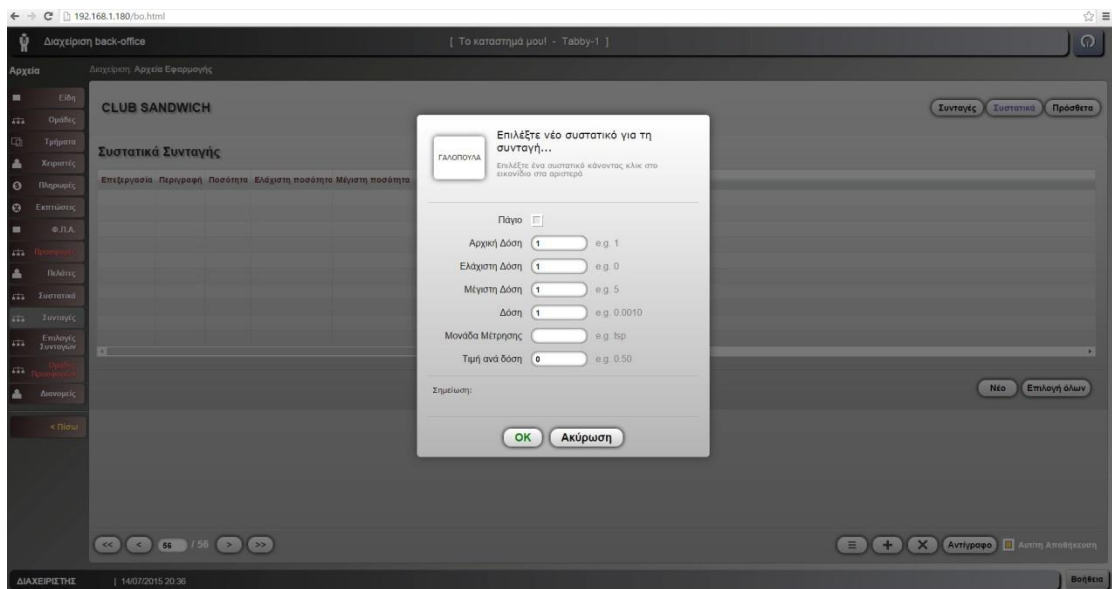 192.168.1.180/bo.html
Διαχείριση back-office
[ Το καταστημά μου! - Tabby-1 ]
Αρχεία
Διαχείριση: Αρχεία Εφαρμογής
Είδη
Ομάδες
Τμήματα
Χειριστές
Πληρωμές
Εκπτώσεις
Φ.Π.Α.
Προσφορές
Πελάτες
Συστατικά
Συνταγές
Επιλογές Συνταγών
Ομάδες Προσφορών
Διανομείς
< Πίσω
CLUB SANDWICH
Συνταγές
Συστατικά
Πρόσθετα
Συστατικά Συνταγής
Επεξεργασία Περιγραφή Ποσότητα Ελάχιστη ποσότητα Μέγιστη ποσότητα
ΓΑΛΟΠΟΥΛΑ
Επιλέξτε νέο συστατικό για τη
συνταγή...
Επιλέξτε ένα συστατικό κάνοντας κλικ στο
εικονίδιο στα αριστερά
Πάγιο
Αρχική Δόση 1 e.g. 1
Ελάχιστη Δόση 1 e.g. 0
Μέγιστη Δόση 1 e.g. 5
Δόση 1 e.g. 0.0010
Μονάδα Μέτρησης e.g. tsp
Τιμή ανά δόση 0 e.g. 0.50
Σημείωση:
OK
Ακύρωση
Νέο
Επιλογή όλων
<< < 56 / 56 > >>
Αντίγραφο
Αυτ/τη Αποθήκευση
ΔΙΑΧΕΙΡΙΣΤΗΣ | 14/07/2015 20:36
Βοήθεια